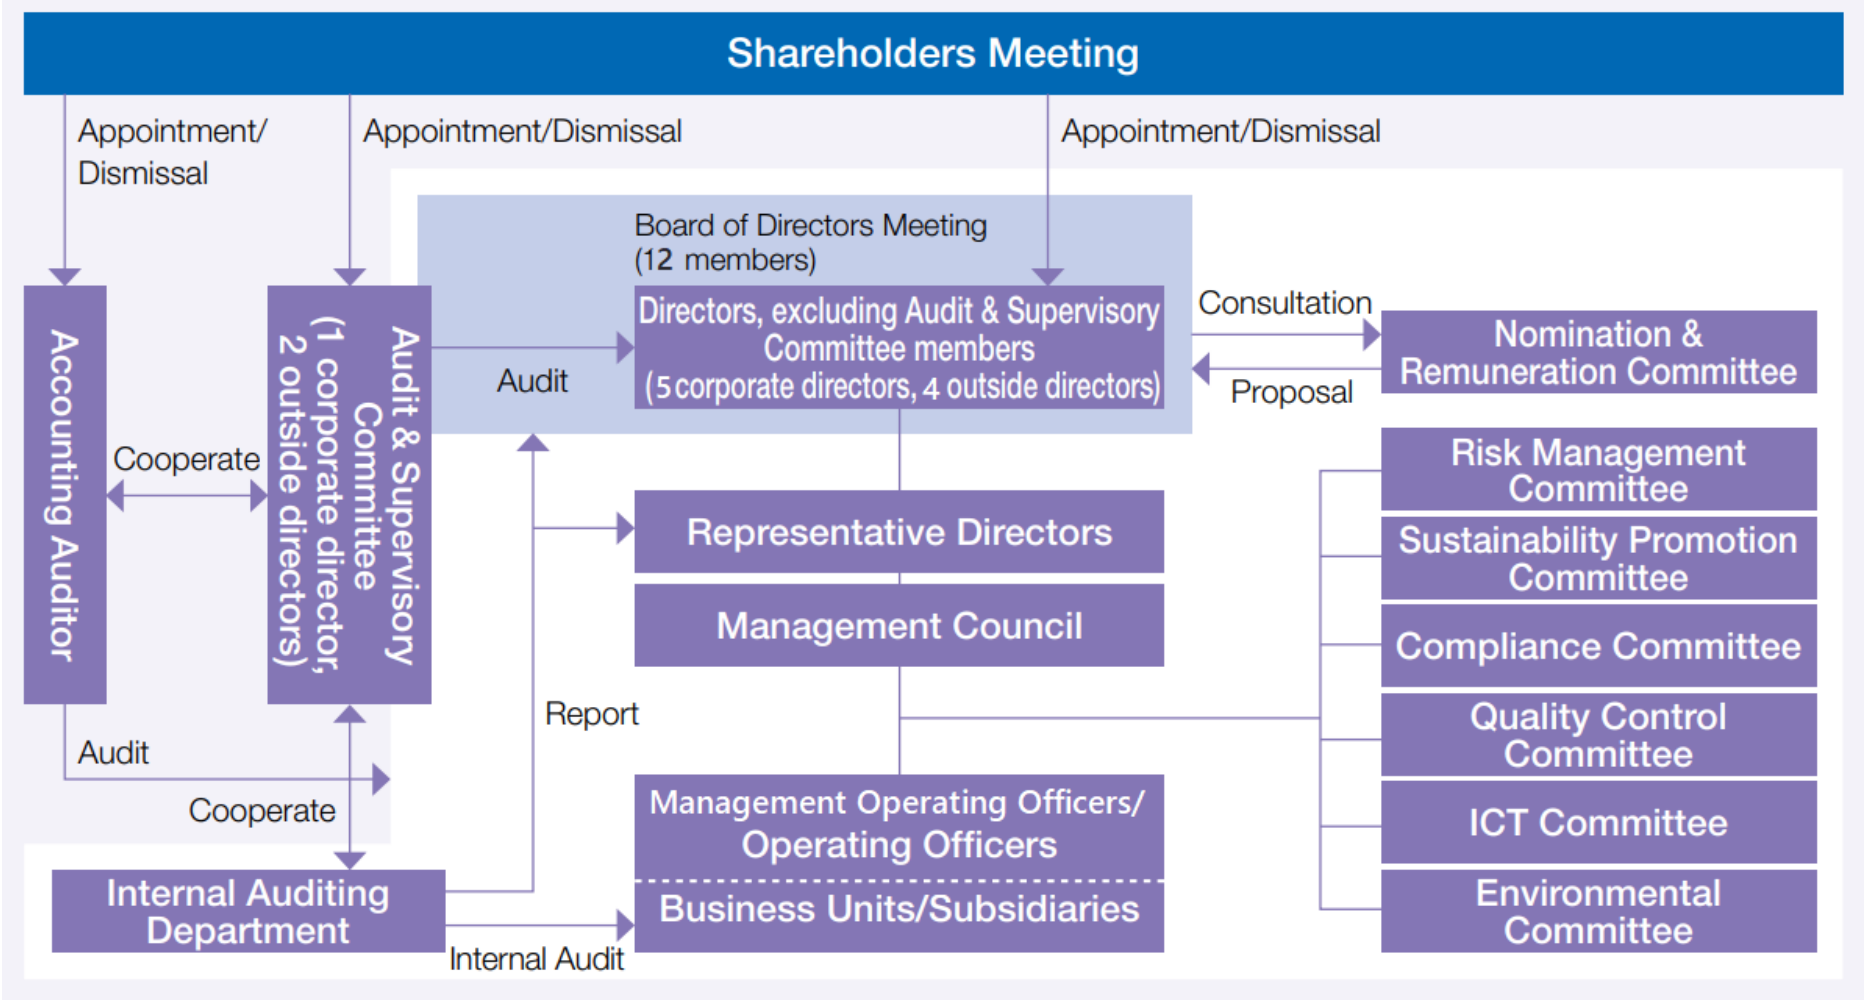 Shareholders Meeting
Appointment/
Dismissal
Appointment/Dismissal
Appointment/Dismissal
Board of Directors Meeting
(12 members)
Directors, excluding Audit & Supervisory
Committee members
(5 corporate directors, 4 outside directors)
Consultation
Proposal
Nomination &
Remuneration Committee
Accounting Auditor
Cooperate
Audit & Supervisory
Committee
(1 corporate director,
2 outside directors)
Audit
Representative Directors
Management Council
Risk Management
Committee
Sustainability Promotion
Committee
Compliance Committee
Quality Control
Committee
ICT Committee
Environmental
Committee
Report
Audit
Cooperate
Management Operating Officers/
Operating Officers
Business Units/Subsidiaries
Internal Auditing
Department
Internal Audit